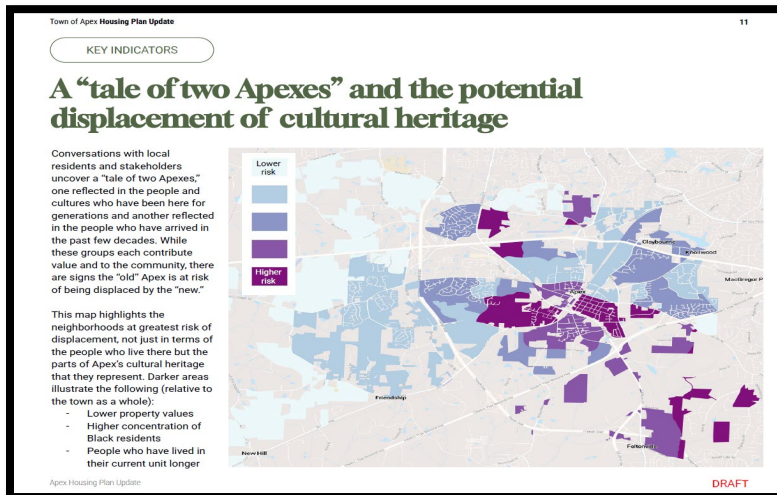 Town of Apex Housing Plan Update
11
KEY INDICATORS
A “tale of two Apexes” and the potential
displacement of cultural heritage
Conversations with local
residents and stakeholders
uncover a “tale of two Apexes,”
one reflected in the people and
cultures who have been here for
generations and another reflected
in the people who have arrived in
the past few decades. While
these groups each contribute
value and to the community, there
are signs the “old” Apex is at risk
of being displaced by the “new.”
This map highlights the
neighborhoods at greatest risk of
displacement, not just in terms of
the people who live there but the
parts of Apex’s cultural heritage
that they represent. Darker areas
illustrate the following (relative to
the town as a whole):
- Lower property values
- Higher concentration of
Black residents
- People who have lived in
their current unit longer
Lower
risk
Higher
risk
Claybourne
Knollwood
MacGregor P
Apex
Friendship
New Hill
Feltonville
Apex Housing Plan Update
DRAFT